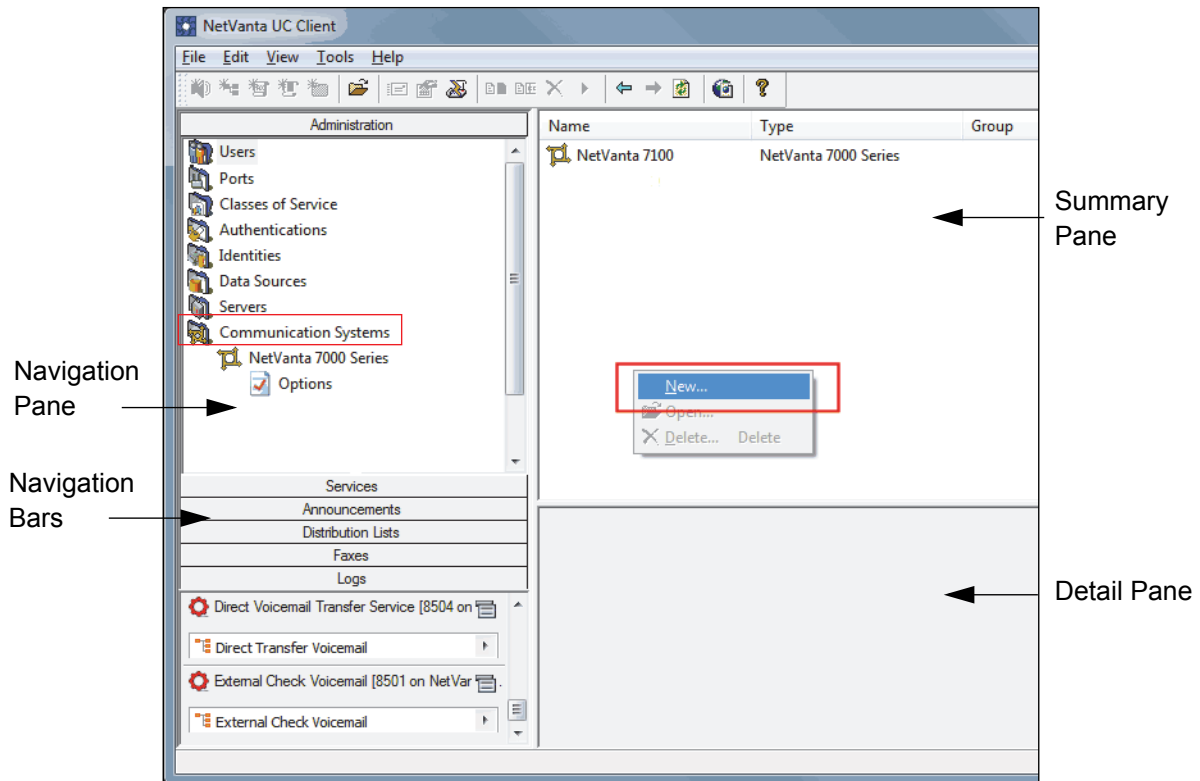 NetVanta UC Client
File Edit View Tools Help
Administration
Users
Ports
Classes of Service
Authentications
Identities
Data Sources
Servers
Communication Systems
NetVanta 7000 Series
Options
Services
Announcements
Distribution Lists
Faxes
Logs
Direct Voicemail Transfer Service [8504 on
Direct Transfer Voicemail
External Check Voicemail [8501 on NetVar
External Check Voicemail
Name Type Group
NetVanta 7100 NetVanta 7000 Series
New...
Open...
Delete... Delete
Navigation
Pane
Navigation
Bars
Summary
Pane
Detail Pane